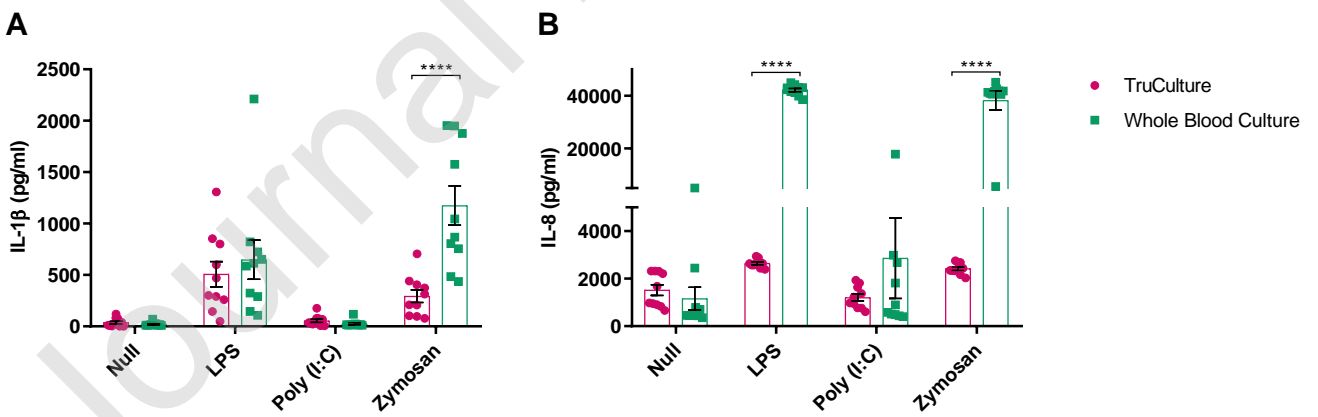 A
B
2500
2000
1500
1000
500
0
IL-1β (pg/ml)
****
Null
LPS
Poly (I:C)
Zymosan
40000
20000
4000
2000
0
IL-8 (pg/ml)
****
****
Null
LPS
Poly (I:C)
Zymosan
TruCulture
Whole Blood Culture
Journal